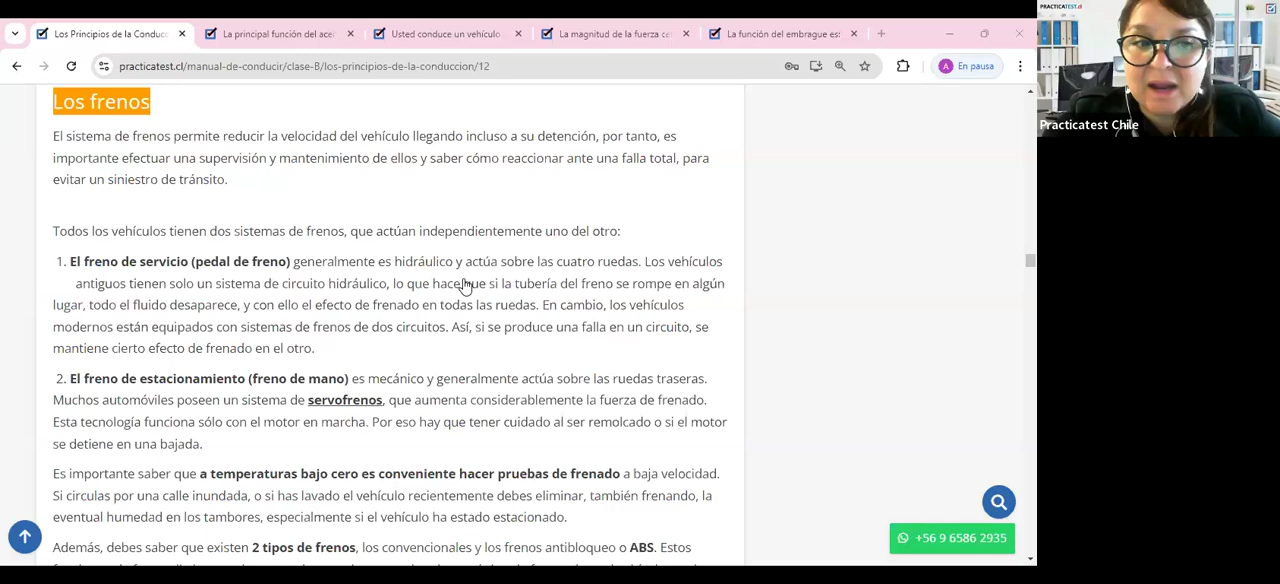 Los Principios de la Conduc
La principal función del ace
Usted conduce un vehículo
La magnitud de la fuerza ce
La función del embrague es:
practicatest.cl/manual-de-conducir/clase-B/los-principios-de-la-conduccion/12
A
En pausa
PRACTICATEST.cl
Practicatest Chile
Los frenos
El sistema de frenos permite reducir la velocidad del vehículo llegando incluso a su detención, por tanto, es
importante efectuar una supervisión y mantenimiento de ellos y saber cómo reaccionar ante una falla total, para
evitar un siniestro de tránsito.
Todos los vehículos tienen dos sistemas de frenos, que actúan independientemente uno del otro:
1. El freno de servicio (pedal de freno) generalmente es hidráulico y actúa sobre las cuatro ruedas. Los vehículos
antiguos tienen solo un sistema de circuito hidráulico, lo que hace que si la tubería del freno se rompe en algún
lugar, todo el fluido desaparece, y con ello el efecto de frenado en todas las ruedas. En cambio, los vehículos
modernos están equipados con sistemas de frenos de dos circuitos. Así, si se produce una falla en un circuito, se
mantiene cierto efecto de frenado en el otro.
2. El freno de estacionamiento (freno de mano) es mecánico y generalmente actúa sobre las ruedas traseras.
Muchos automóviles poseen un sistema de servofrenos, que aumenta considerablemente la fuerza de frenado.
Esta tecnología funciona sólo con el motor en marcha. Por eso hay que tener cuidado al ser remolcado o si el motor
se detiene en una bajada.
Es importante saber que a temperaturas bajo cero es conveniente hacer pruebas de frenado a baja velocidad.
Si circulas por una calle inundada, o si has lavado el vehículo recientemente debes eliminar, también frenando, la
eventual humedad en los tambores, especialmente si el vehículo ha estado estacionado.
Además, debes saber que existen 2 tipos de frenos, los convencionales y los frenos antibloqueo o ABS. Estos
+56 9 6586 2935